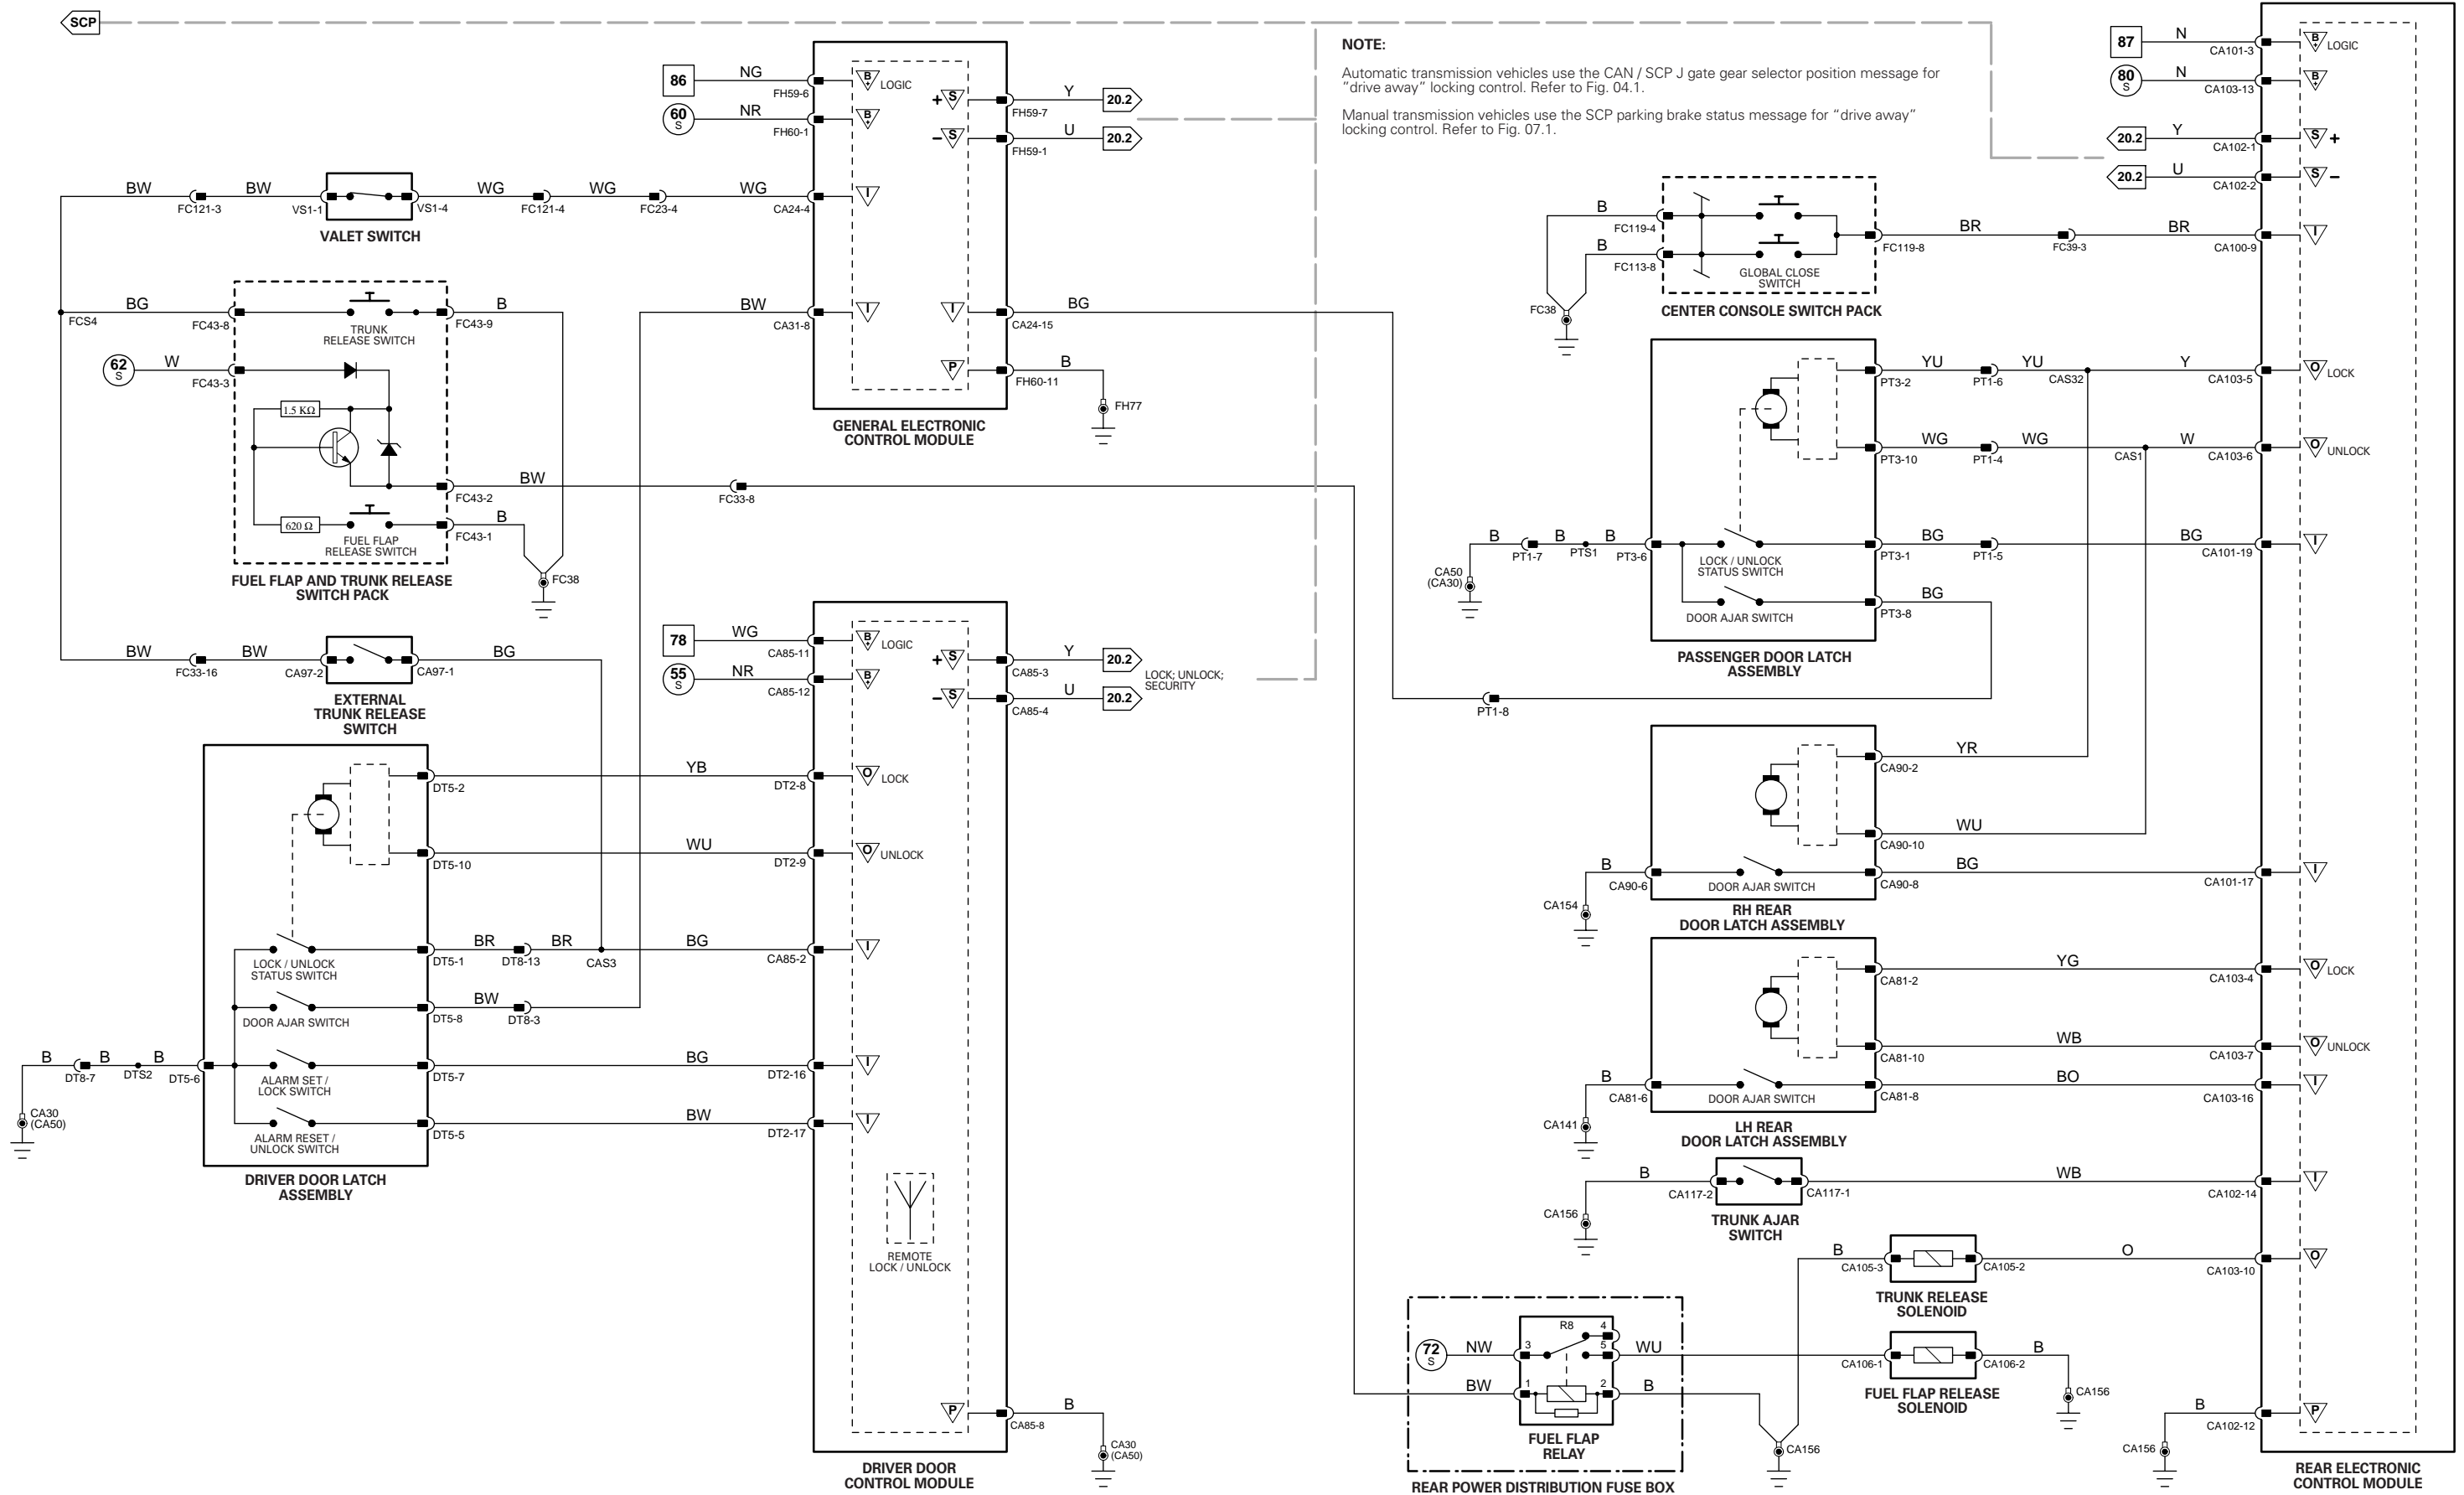 SCP
NOTE:
Automatic transmission vehicles use the CAN / SCP J gate gear selector position message for
“drive away” locking control. Refer to Fig. 04.1.
Manual transmission vehicles use the SCP parking brake status message for “drive away”
locking control. Refer to Fig. 07.1.
86
NG
FH59-6
B
+
LOGIC
60
S
NR
FH60-1
B
+
+
S
FH59-7
Y
20.2
–
S
FH59-1
U
20.2
BW
FC121-3
BW
VS1-1
VS1-4
WG
FC121-4
WG
FC23-4
WG
CA24-4
I
VALET SWITCH
FCS4
BG
FC43-8
TRUNK
RELEASE SWITCH
FC43-9
B
BW
CA31-8
I
I
CA24-15
BG
62
S
W
FC43-3
P
FH60-11
B
FH77
1.5 KΩ
GENERAL ELECTRONIC
CONTROL MODULE
FC43-2
BW
FC33-8
620 Ω
FUEL FLAP
RELEASE SWITCH
FC43-1
B
FC38
FUEL FLAP AND TRUNK RELEASE
SWITCH PACK
BW
FC33-16
BW
CA97-2
CA97-1
BG
EXTERNAL
TRUNK RELEASE
SWITCH
78
WG
CA85-11
B
+
LOGIC
55
S
NR
CA85-12
B
+
+
S
CA85-3
Y
20.2
LOCK; UNLOCK;
SECURITY
–
S
CA85-4
U
20.2
DT5-2
YB
DT2-8
O
LOCK
DT5-10
WU
DT2-9
O
UNLOCK
LOCK / UNLOCK
STATUS SWITCH
DT5-1
BR
DT8-13
BR
CAS3
BG
CA85-2
I
DOOR AJAR SWITCH
DT5-8
BW
DT8-3
B
DT8-7
B
DTS2
B
DT5-6
CA30
(CA50)
ALARM SET /
LOCK SWITCH
DT5-7
BG
DT2-16
I
ALARM RESET /
UNLOCK SWITCH
DT5-5
BW
DT2-17
I
DRIVER DOOR LATCH
ASSEMBLY
REMOTE
LOCK / UNLOCK
P
CA85-8
B
CA30
(CA50)
DRIVER DOOR
CONTROL MODULE
87
N
CA101-3
B
+
LOGIC
80
S
N
CA103-13
B
+
20.2
Y
CA102-1
S
+
20.2
U
CA102-2
S
–
B
FC119-4
B
FC113-8
FC38
GLOBAL CLOSE
SWITCH
FC119-8
BR
FC39-3
BR
CA100-9
I
CENTER CONSOLE SWITCH PACK
PT3-2
YU
PT1-6
YU
CAS32
Y
CA103-5
O
LOCK
PT3-10
WG
PT1-4
WG
CAS1
W
CA103-6
O
UNLOCK
CA50
(CA30)
B
PT1-7
B
PTS1
B
PT3-6
LOCK / UNLOCK
STATUS SWITCH
PT3-1
BG
PT1-5
BG
CA101-19
I
DOOR AJAR SWITCH
PT3-8
BG
PASSENGER DOOR LATCH
ASSEMBLY
PT1-8
CA90-2
YR
CA90-10
WU
B
CA90-6
CA154
DOOR AJAR SWITCH
CA90-8
BG
CA101-17
I
RH REAR
DOOR LATCH ASSEMBLY
CA81-2
YG
CA103-4
O
LOCK
CA81-10
WB
CA103-7
O
UNLOCK
B
CA81-6
CA141
DOOR AJAR SWITCH
CA81-8
BO
CA103-16
I
LH REAR
DOOR LATCH ASSEMBLY
B
CA117-2
CA156
CA117-1
WB
CA102-14
I
TRUNK AJAR
SWITCH
B
CA105-3
CA105-2
O
CA103-10
O
TRUNK RELEASE
SOLENOID
72
S
NW
3
R8
4
5
WU
CA106-1
CA106-2
B
CA156
FUEL FLAP RELEASE
SOLENOID
BW
1
2
B
CA156
FUEL FLAP
RELAY
REAR POWER DISTRIBUTION FUSE BOX
B
CA102-12
CA156
P
REAR ELECTRONIC
CONTROL MODULE